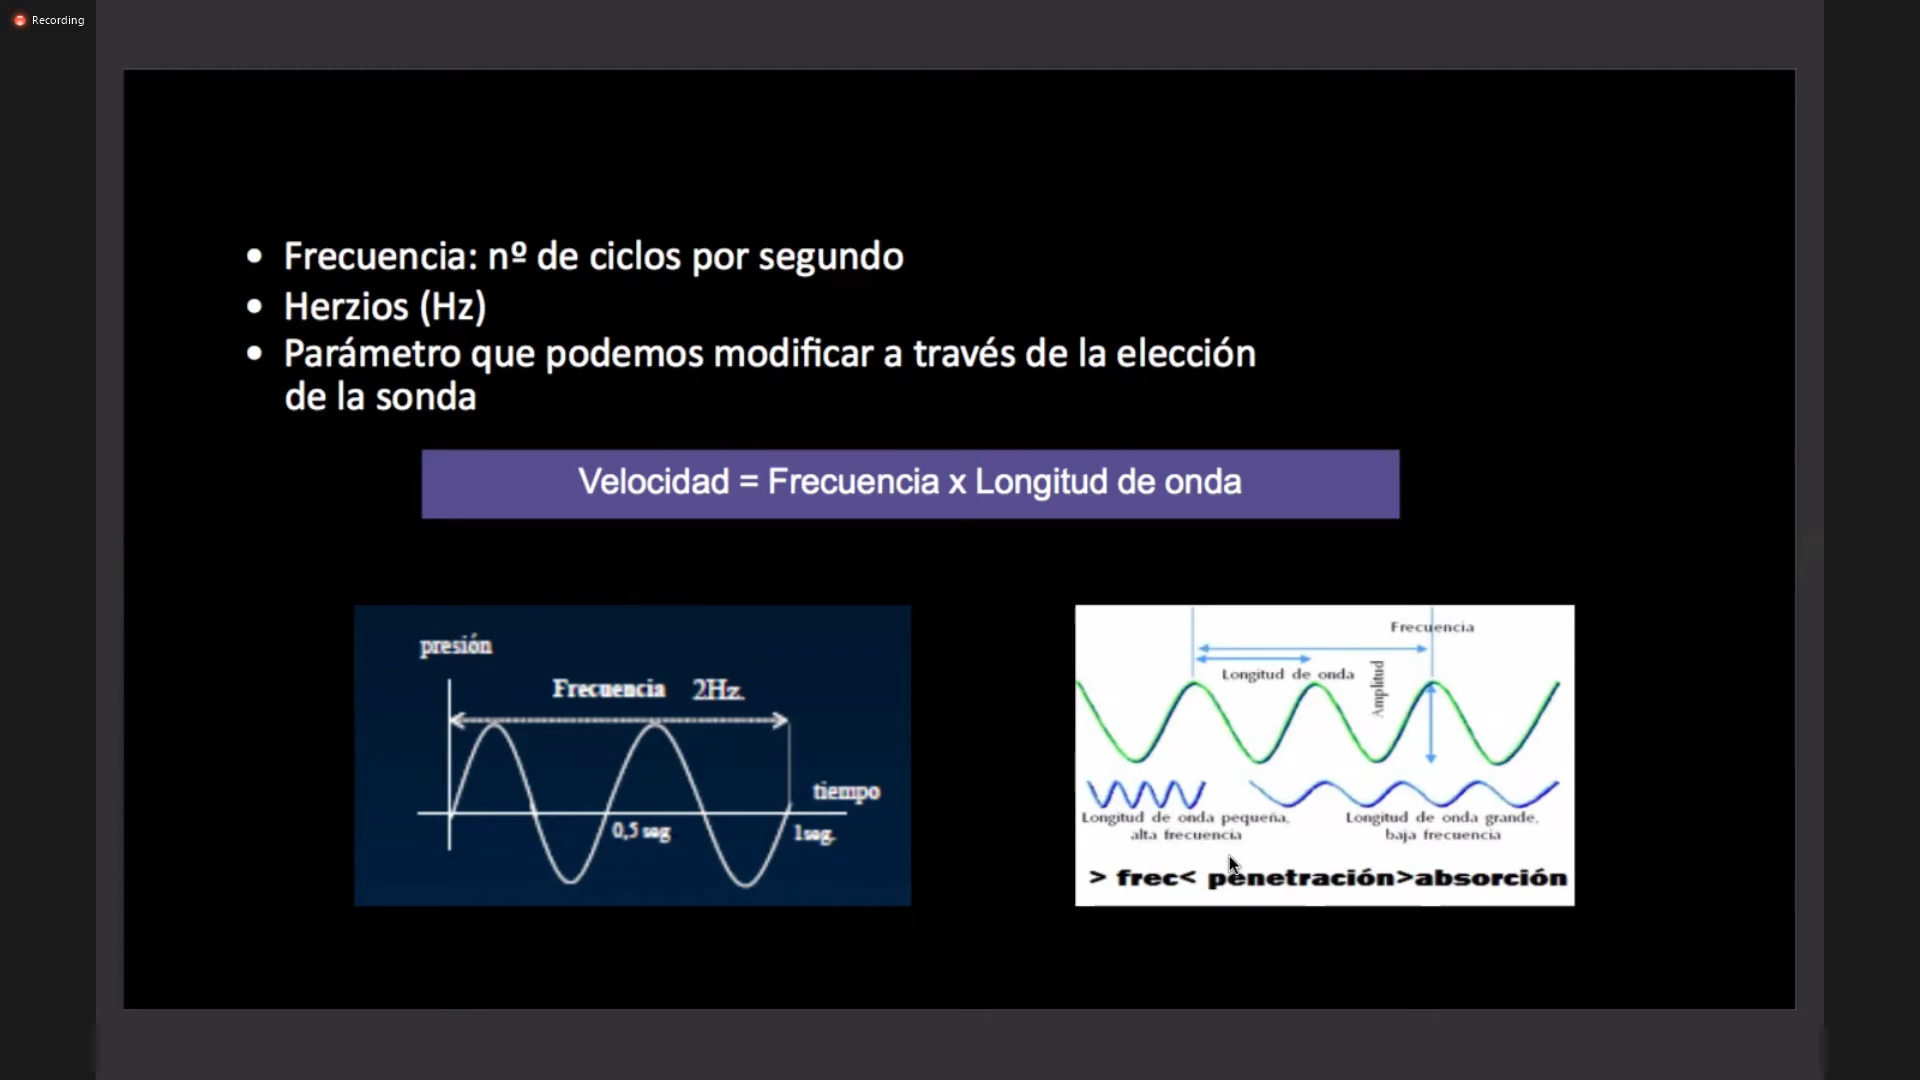 Recording
• Frecuencia: nº de ciclos por segundo
• Herzios (Hz)
• Parámetro que podemos modificar a través de la elección
de la sonda
Velocidad = Frecuencia x Longitud de onda
presión
Frecuencia 2Hz.
tiempo
0,5 seg
1seg.
Frecuencia
Longitud de onda
Amplitud
Longitud de onda pequeña,
alta frecuencia
Longitud de onda grande,
baja frecuencia
> frec< penetración>absorción